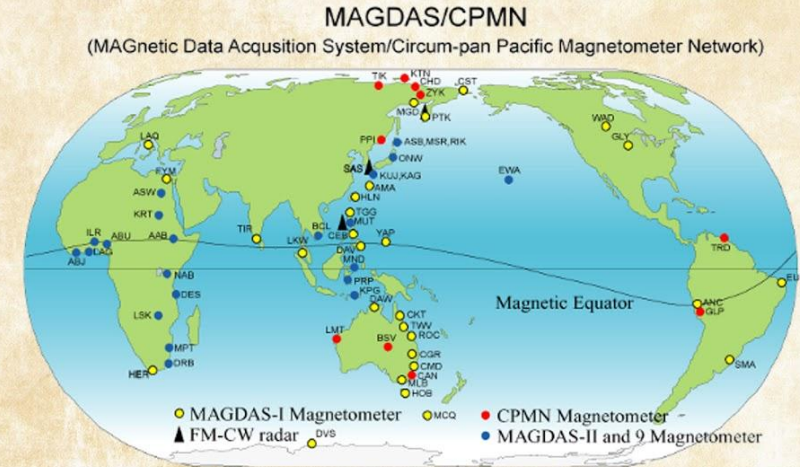 MAGDAS/CPMN
(MAGnetic Data Acqusition System/Circum-pan Pacific Magnetometer Network)
TIK
KTN
CHD
ZYK
CST
MGD
PTK
LAQ
WAD
GLY
PPI
ASB,MSR,RIK
ONW
FYM
SAS
KUJ,KAG
EWA
ASW
AMA
HLN
KRT
TGG
MUT
TIR
BCL
CEB
YAP
ILR
ABU
AAB
LKW
DAV
TRD
ABJ
LAG
MND
NAB
PRP
EU
DES
KPG
DAW
Magnetic Equator
ANC
GLP
LSK
CKT
TWV
LMT
BSV
ROC
MPT
CGR
DRB
CMD
SMA
HER
CAN
MLB
HOB
MAGDAS-I Magnetometer
MCQ
CPMN Magnetometer
FM-CW radar
MAGDAS-II and 9 Magnetometer
DVS